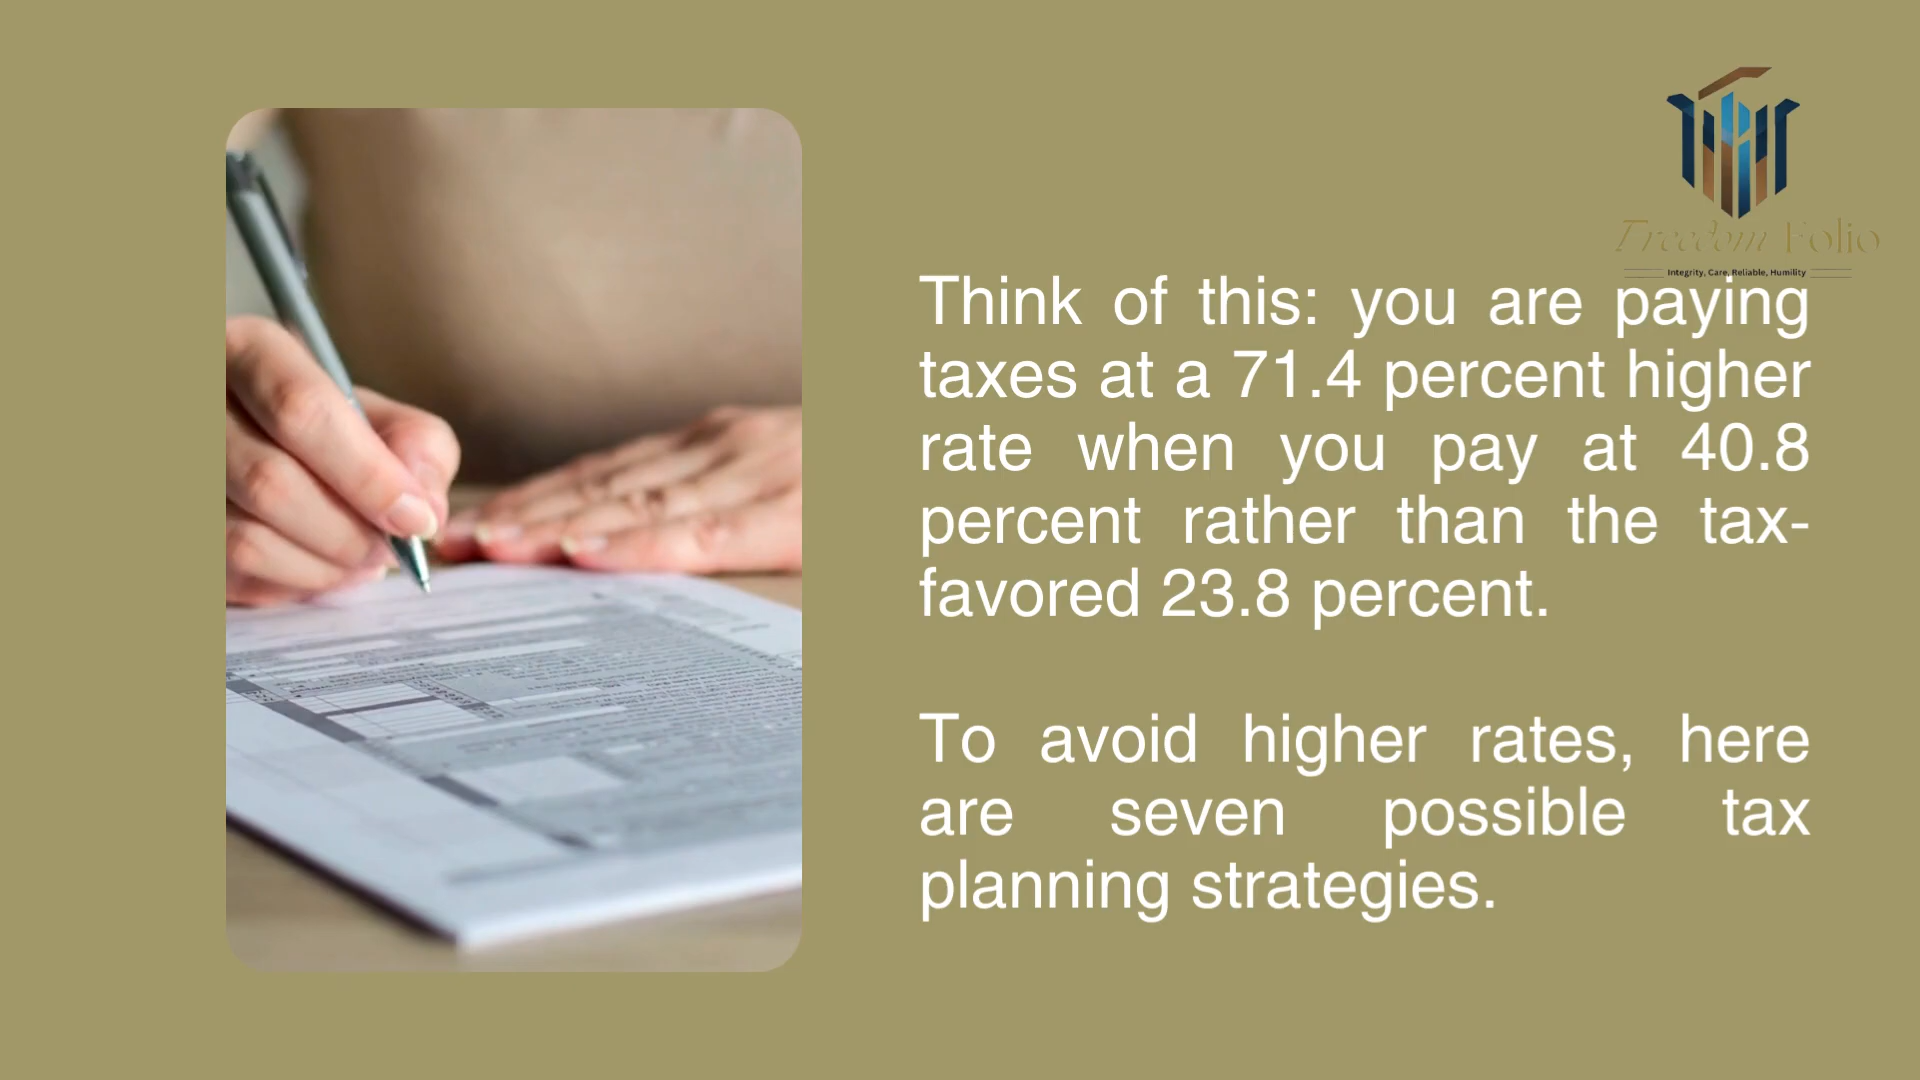 Freedom Folio
Integrity, Care, Reliable, Humility
Think of this: you are paying
taxes at a 71.4 percent higher
rate when you pay at 40.8
percent rather than the tax-
favored 23.8 percent.
To avoid higher rates, here
are seven possible tax
planning strategies.